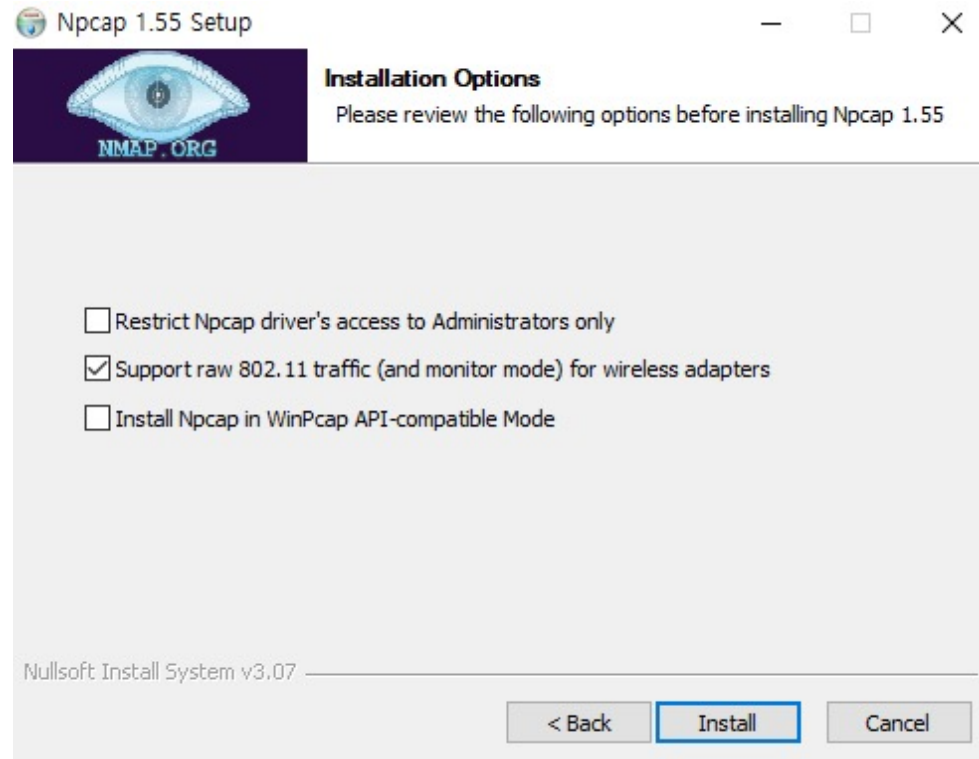 Npcap 1.55 Setup
NMAP.ORG
Installation Options
Please review the following options before installing Npcap 1.55
Restrict Npcap driver's access to Administrators only
Support raw 802.11 traffic (and monitor mode) for wireless adapters
Install Npcap in WinPcap API-compatible Mode
Nullsoft Install System v3.07
< Back
Install
Cancel